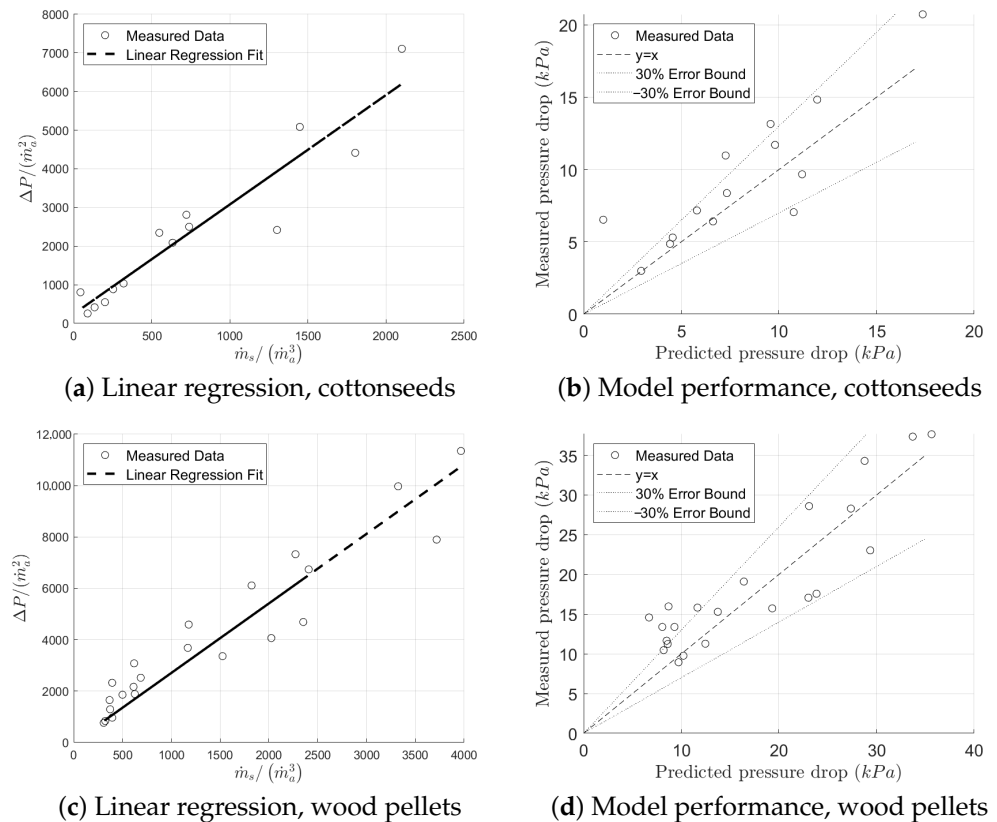 8000
7000
6000
5000
4000
3000
2000
1000
0
ΔP/(ṁₐ²)
Measured Data
Linear Regression Fit
0 500 1000 1500 2000 2500
ṁₛ/ (ṁₐ³)
(a) Linear regression, cottonseeds
20
15
10
5
0
Measured pressure drop (kPa)
Measured Data
y=x
30% Error Bound
−30% Error Bound
0 5 10 15 20
Predicted pressure drop (kPa)
(b) Model performance, cottonseeds
12.000
10.000
8000
6000
4000
2000
0
ΔP/(ṁₐ²)
Measured Data
Linear Regression Fit
0 500 1000 1500 2000 2500 3000 3500 4000
ṁₛ/ (ṁₐ³)
(c) Linear regression, wood pellets
35
30
25
20
15
10
5
0
Measured pressure drop (kPa)
Measured Data
y=x
30% Error Bound
−30% Error Bound
0 10 20 30 40
Predicted pressure drop (kPa)
(d) Model performance, wood pellets